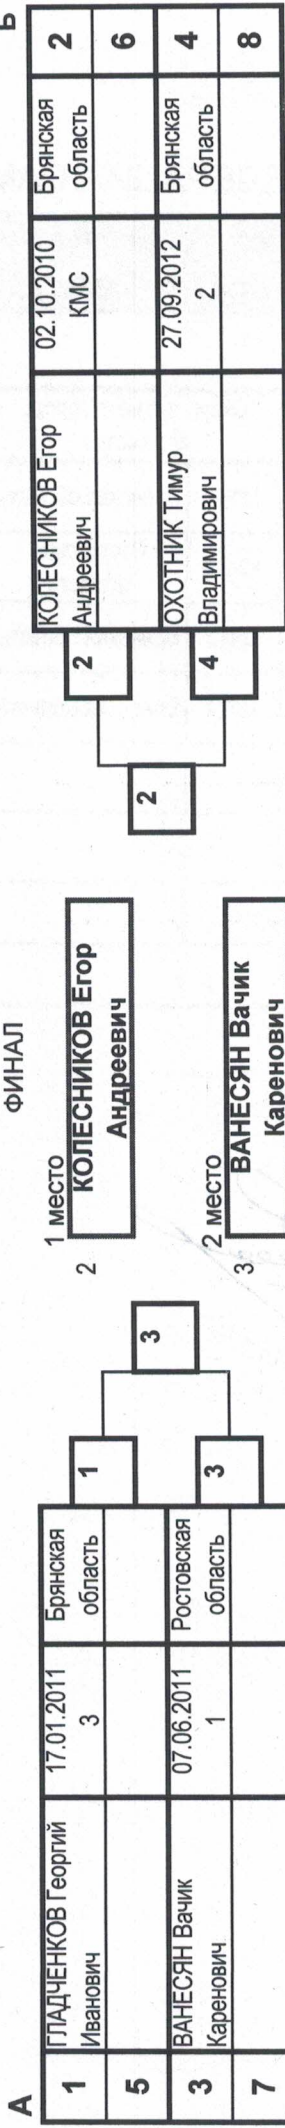 А
1
ГЛАДЧЕНКОВ Георгий
Иванович
17.01.2011
3
Брянская
область
5
3
ВАНЕСЯН Вачик
Каренович
07.06.2011
1
Ростовская
область
7
1
3
3
ФИНАЛ
1 место
2
КОЛЕСНИКОВ Егор
Андреевич
2 место
3
ВАНЕСЯН Вачик
Каренович
2
2
4
Б
КОЛЕСНИКОВ Егор
Андреевич
02.10.2010
КМС
Брянская
область
2
6
ОХОТНИК Тимур
Владимирович
27.09.2012
2
Брянская
область
4
8